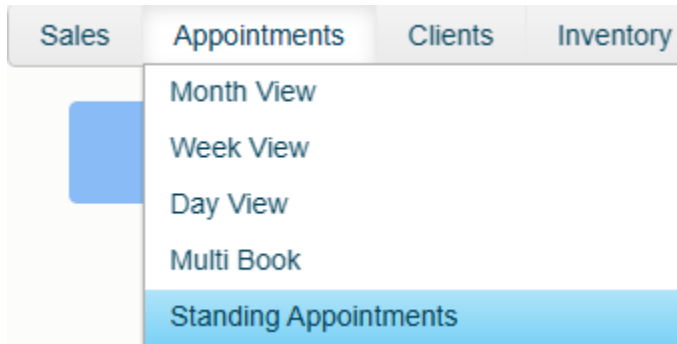 Sales Appointments Clients Inventory
Month View
Week View
Day View
Multi Book
Standing Appointments